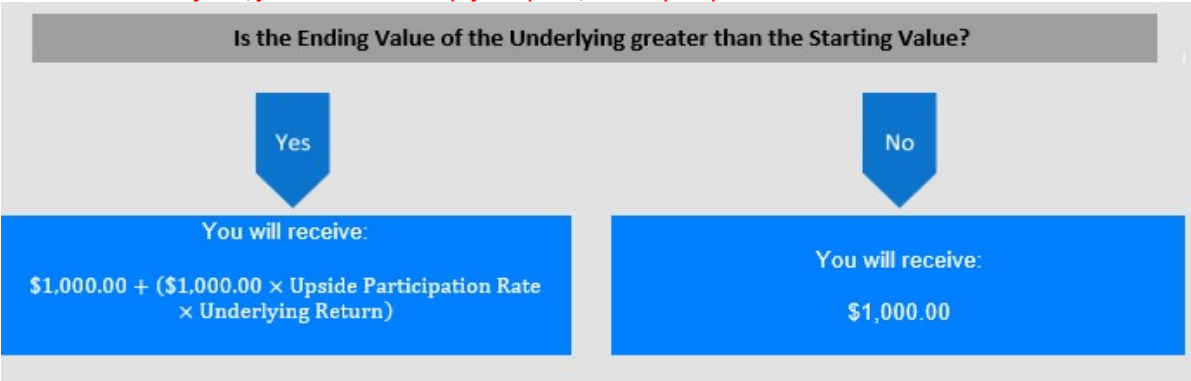 Is the Ending Value of the Underlying greater than the Starting Value?
Yes
No
You will receive:
$1,000.00 + ($1,000.00 × Upside Participation Rate
× Underlying Return)
You will receive:
$1,000.00